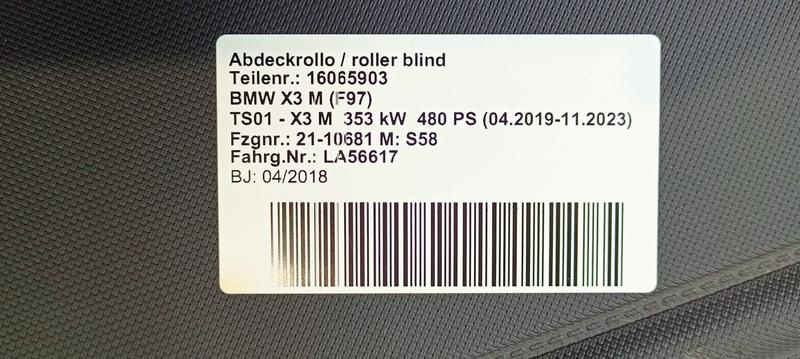 Abdeckrollo / roller blind
Teilenr.: 16065903
BMW X3 M (F97)
TS01 - X3 M 353 kW 480 PS (04.2019-11.2023)
Fzgnr.: 21-10681 M: S58
Fahrg.Nr.: LA56617
BJ: 04/2018